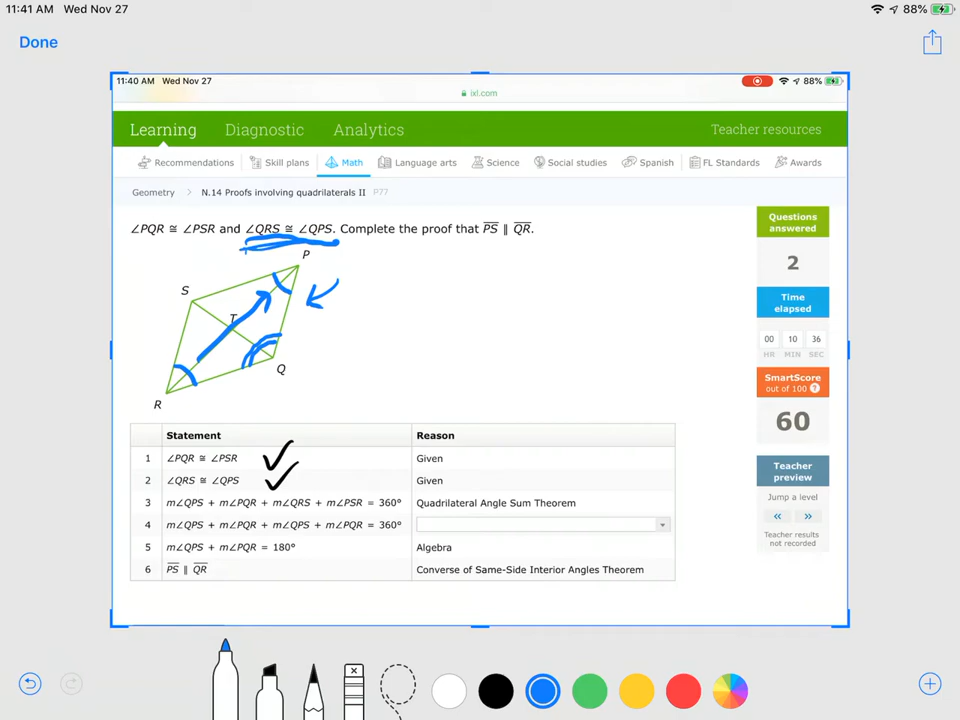 11:41 AM Wed Nov 27 88%
Done
11:40 AM Wed Nov 27 88%
ixl.com
Learning Diagnostic Analytics Teacher resources
Recommendations Skill plans Math Language arts Science Social studies Spanish FL Standards Awards
Geometry > N.14 Proofs involving quadrilaterals II P77
∠PQR ≅ ∠PSR and ∠QRS ≅ ∠QPS. Complete the proof that P̅S̅ ∥ Q̅R̅.
P
S
T
Q
R
Questions
answered
2
Time
elapsed
00 10 36
HR MIN SEC
SmartScore
out of 100 ?
60
Teacher
preview
Jump a level
« »
Teacher results
not recorded
Statement Reason
1 ∠PQR ≅ ∠PSR Given
2 ∠QRS ≅ ∠QPS Given
3 m∠QPS + m∠PQR + m∠QRS + m∠PSR = 360° Quadrilateral Angle Sum Theorem
4 m∠QPS + m∠PQR + m∠QPS + m∠PQR = 360°
5 m∠QPS + m∠PQR = 180° Algebra
6 P̅S̅ ∥ Q̅R̅ Converse of Same-Side Interior Angles Theorem